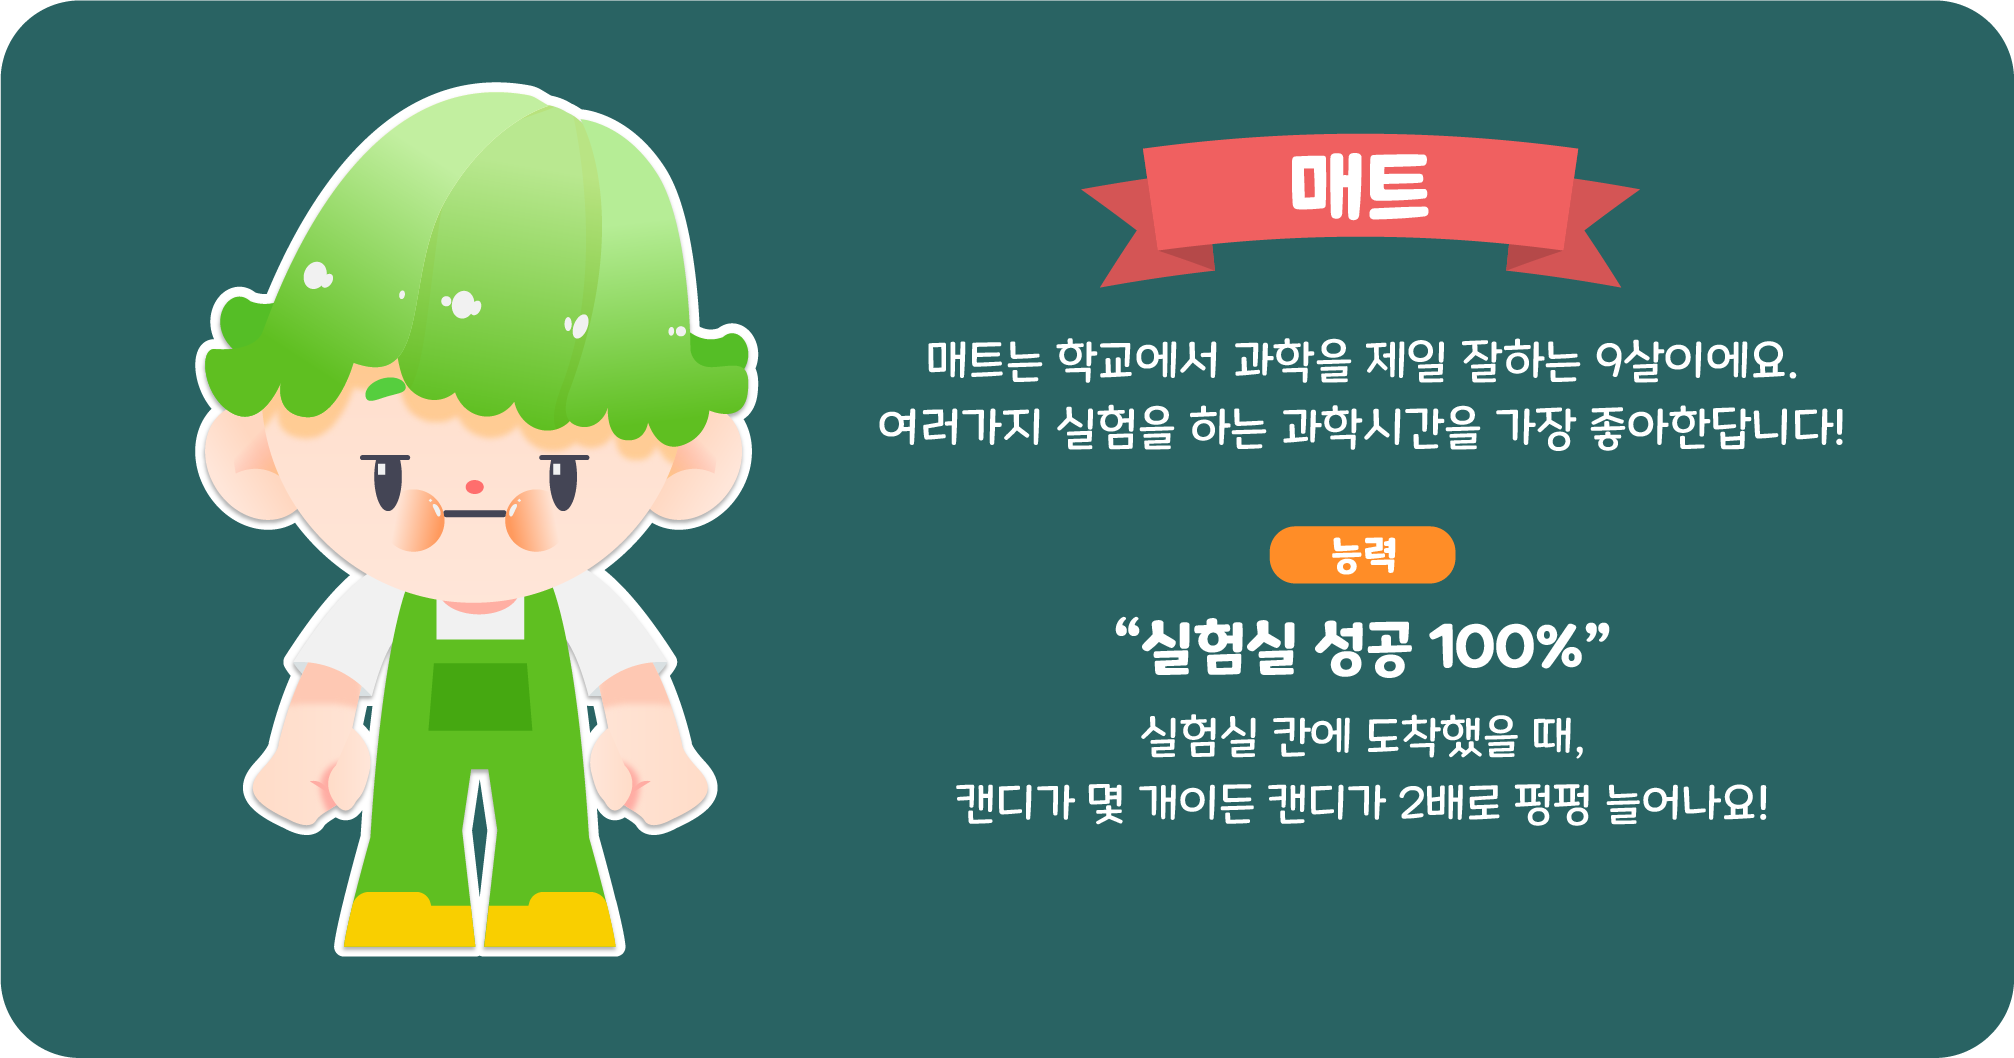 매트
매트는 학교에서 과학을 제일 잘하는 9살이에요.
여러가지 실험을 하는 과학시간을 가장 좋아한답니다!
능력
“실험실 성공 100%”
실험실 칸에 도착했을 때,
캔디가 몇 개이든 캔디가 2배로 펑펑 늘어나요!